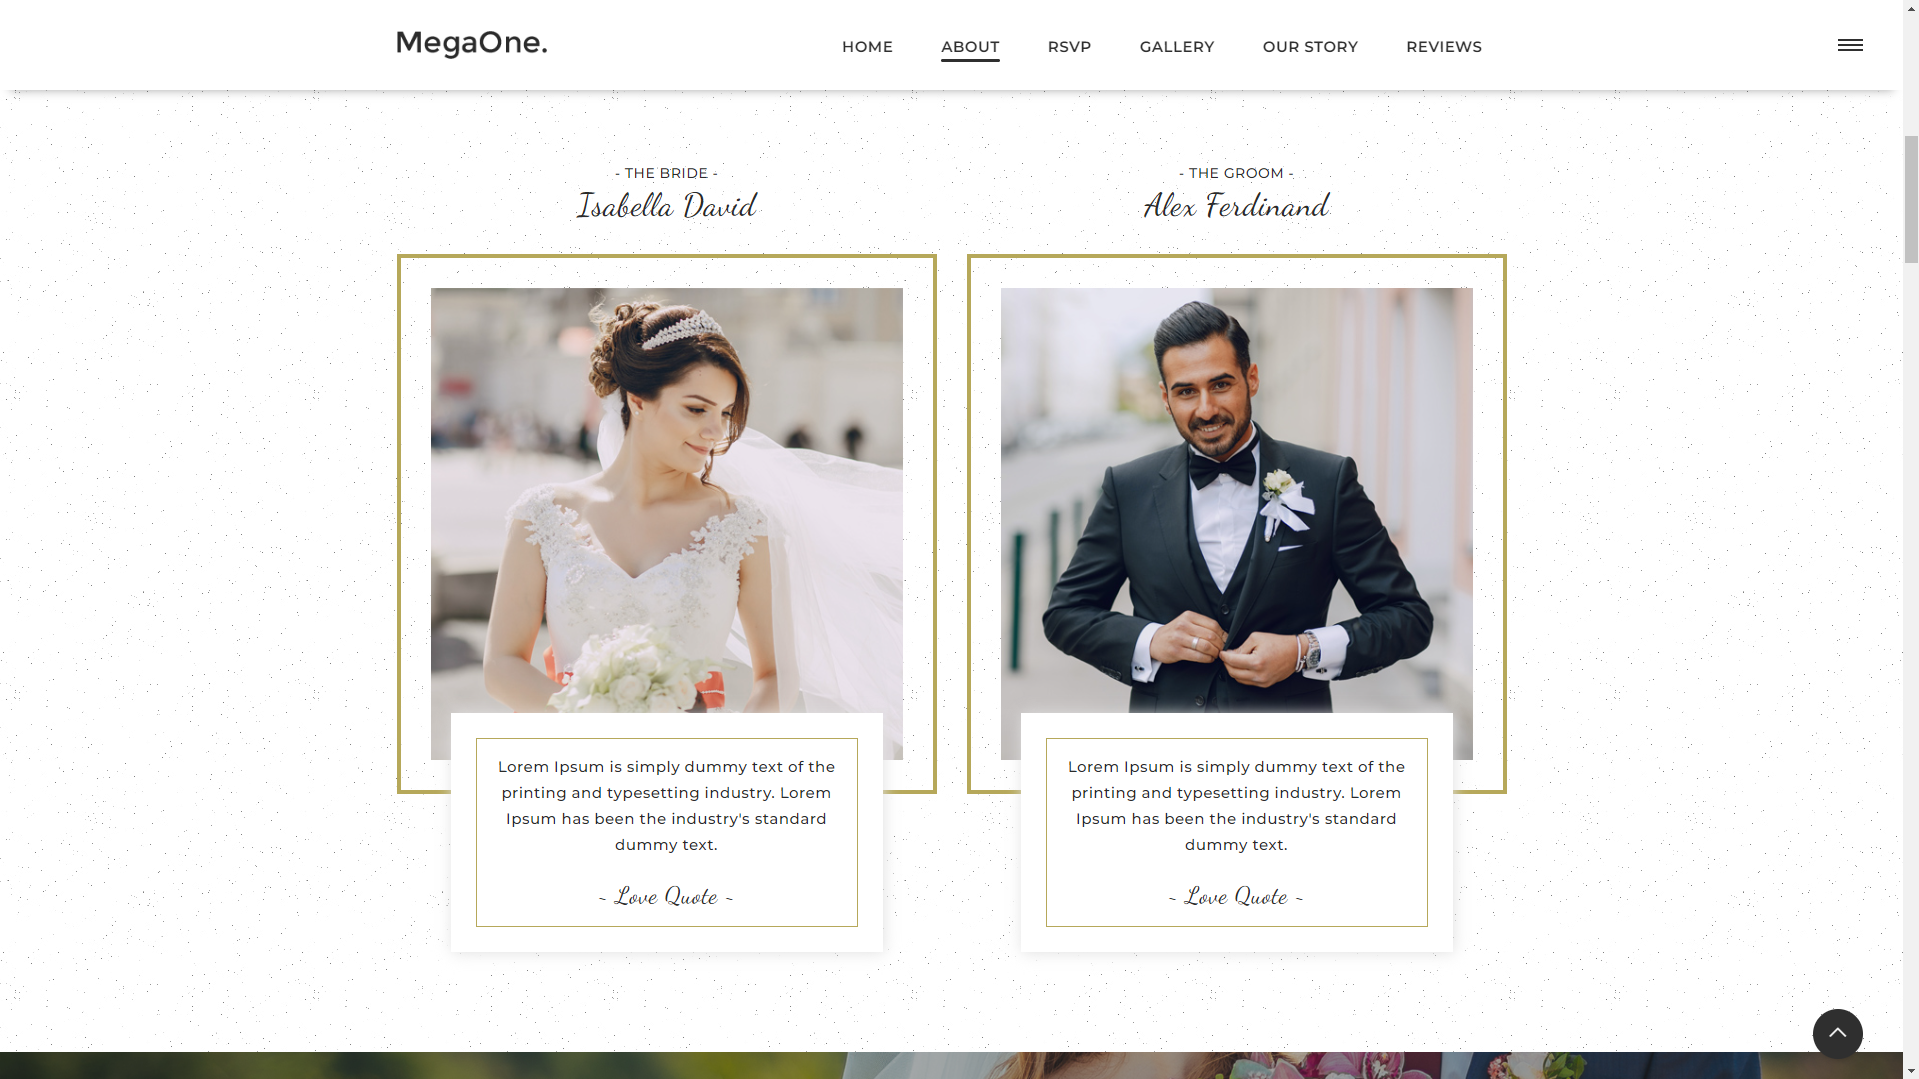 MegaOne.
HOME ABOUT RSVP GALLERY OUR STORY REVIEWS
- THE BRIDE -
Isabella David
Lorem Ipsum is simply dummy text of the
printing and typesetting industry. Lorem
Ipsum has been the industry's standard
dummy text.
~ Love Quote ~
- THE GROOM -
Alex Ferdinand
Lorem Ipsum is simply dummy text of the
printing and typesetting industry. Lorem
Ipsum has been the industry's standard
dummy text.
~ Love Quote ~